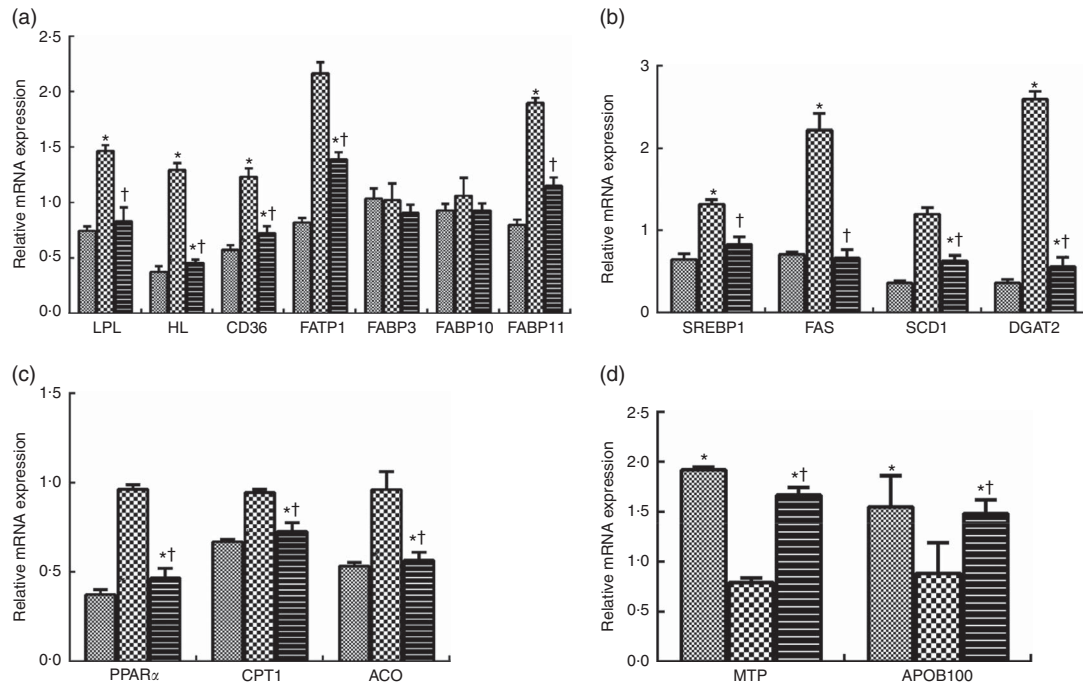 (a)
2·5
2·0
1·5
1·0
0·5
0·0
Relative mRNA expression
* † * *† * *† *† * †
LPL HL CD36 FATP1 FABP3 FABP10 FABP11
(b)
3
2
1
0
Relative mRNA expression
* † * † *† * *†
SREBP1 FAS SCD1 DGAT2
(c)
1·5
1·0
0·5
0·0
Relative mRNA expression
*† *† *†
PPARα CPT1 ACO
(d)
2·5
2·0
1·5
1·0
0·5
0·0
Relative mRNA expression
* *† * *†
MTP APOB100